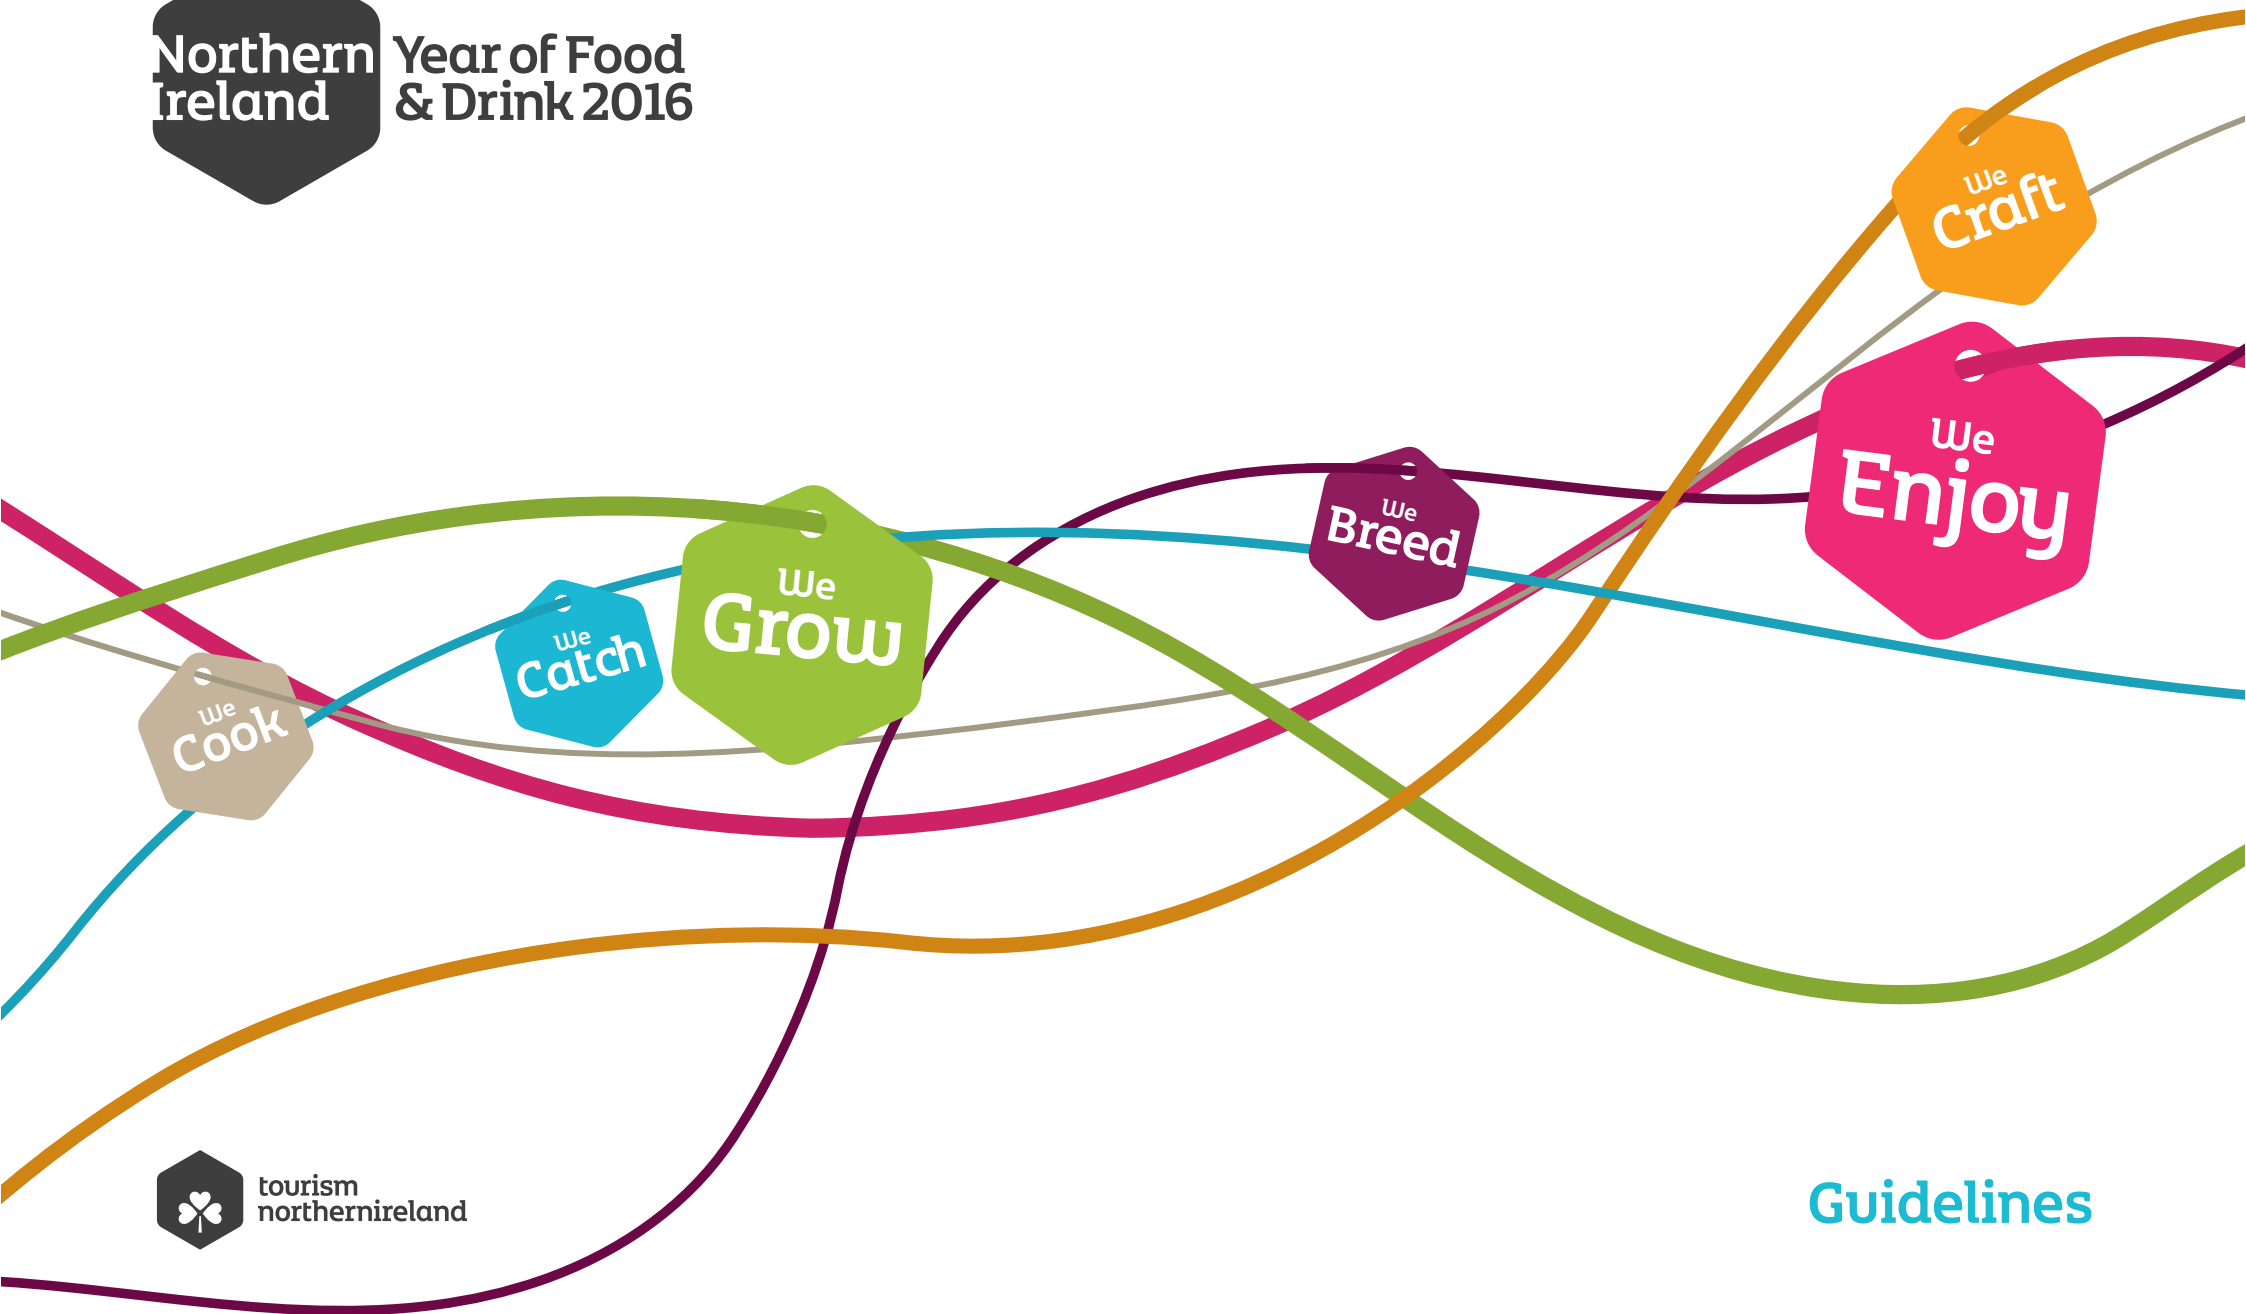 Northern
Ireland
Year of Food
& Drink 2016
We
Craft
We
Enjoy
We
Breed
We
Grow
We
Catch
We
Cook
tourism
northernireland
Guidelines